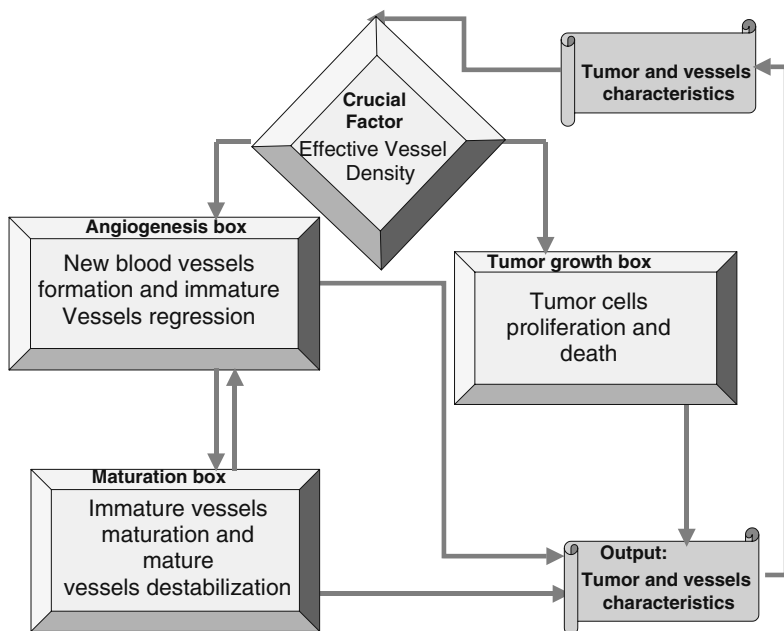 Tumor and vessels
characteristics
Crucial
Factor
Effective Vessel
Density
Angiogenesis box
New blood vessels
formation and immature
Vessels regression
Tumor growth box
Tumor cells
proliferation and
death
Maturation box
Immature vessels
maturation and
mature
vessels destabilization
Output:
Tumor and vessels
characteristics